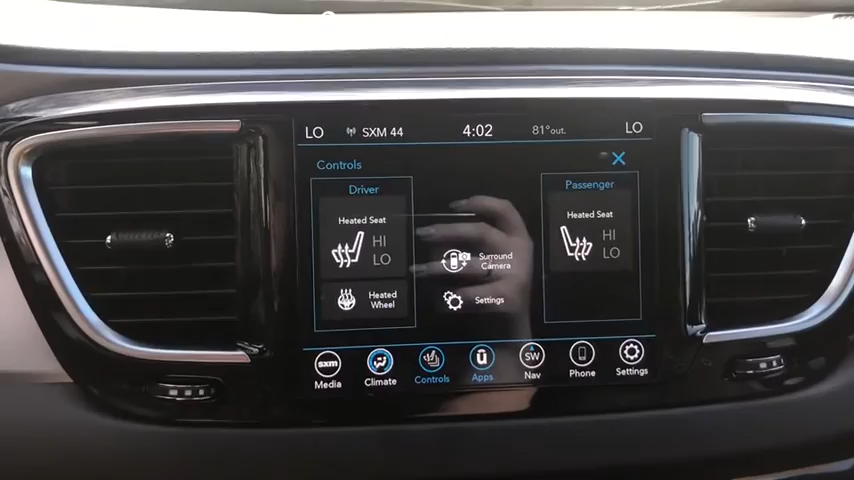 LO SXM 44 4:02 81°out. LO
Controls
Driver
Heated Seat
HI
LO
Heated
Wheel
Surround
Camera
Settings
Passenger
Heated Seat
HI
LO
sxm SW
Media Climate Controls Apps Nav Phone Settings